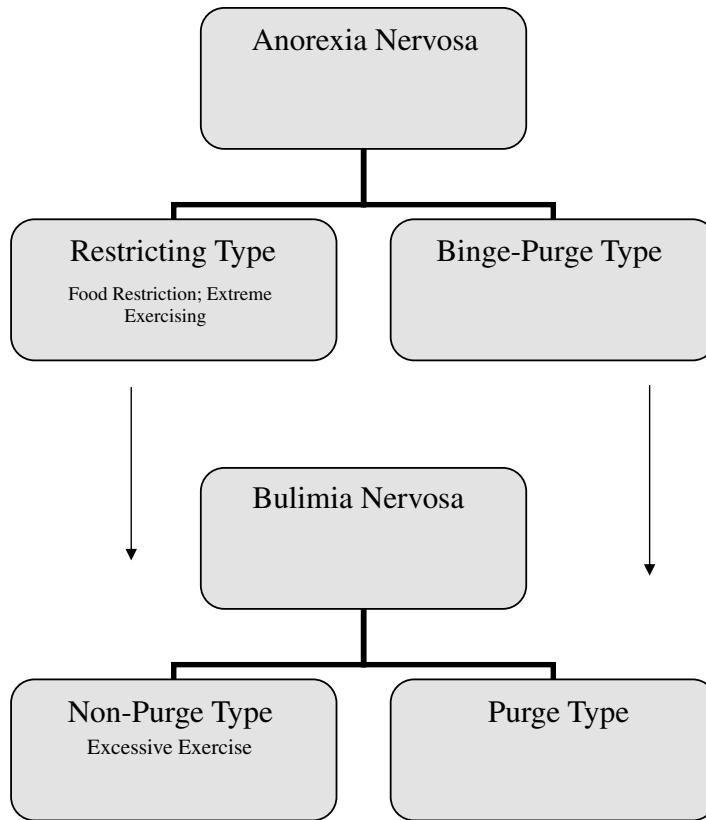 Anorexia Nervosa
Restricting Type
Food Restriction; Extreme
Exercising
Binge-Purge Type
Bulimia Nervosa
Non-Purge Type
Excessive Exercise
Purge Type